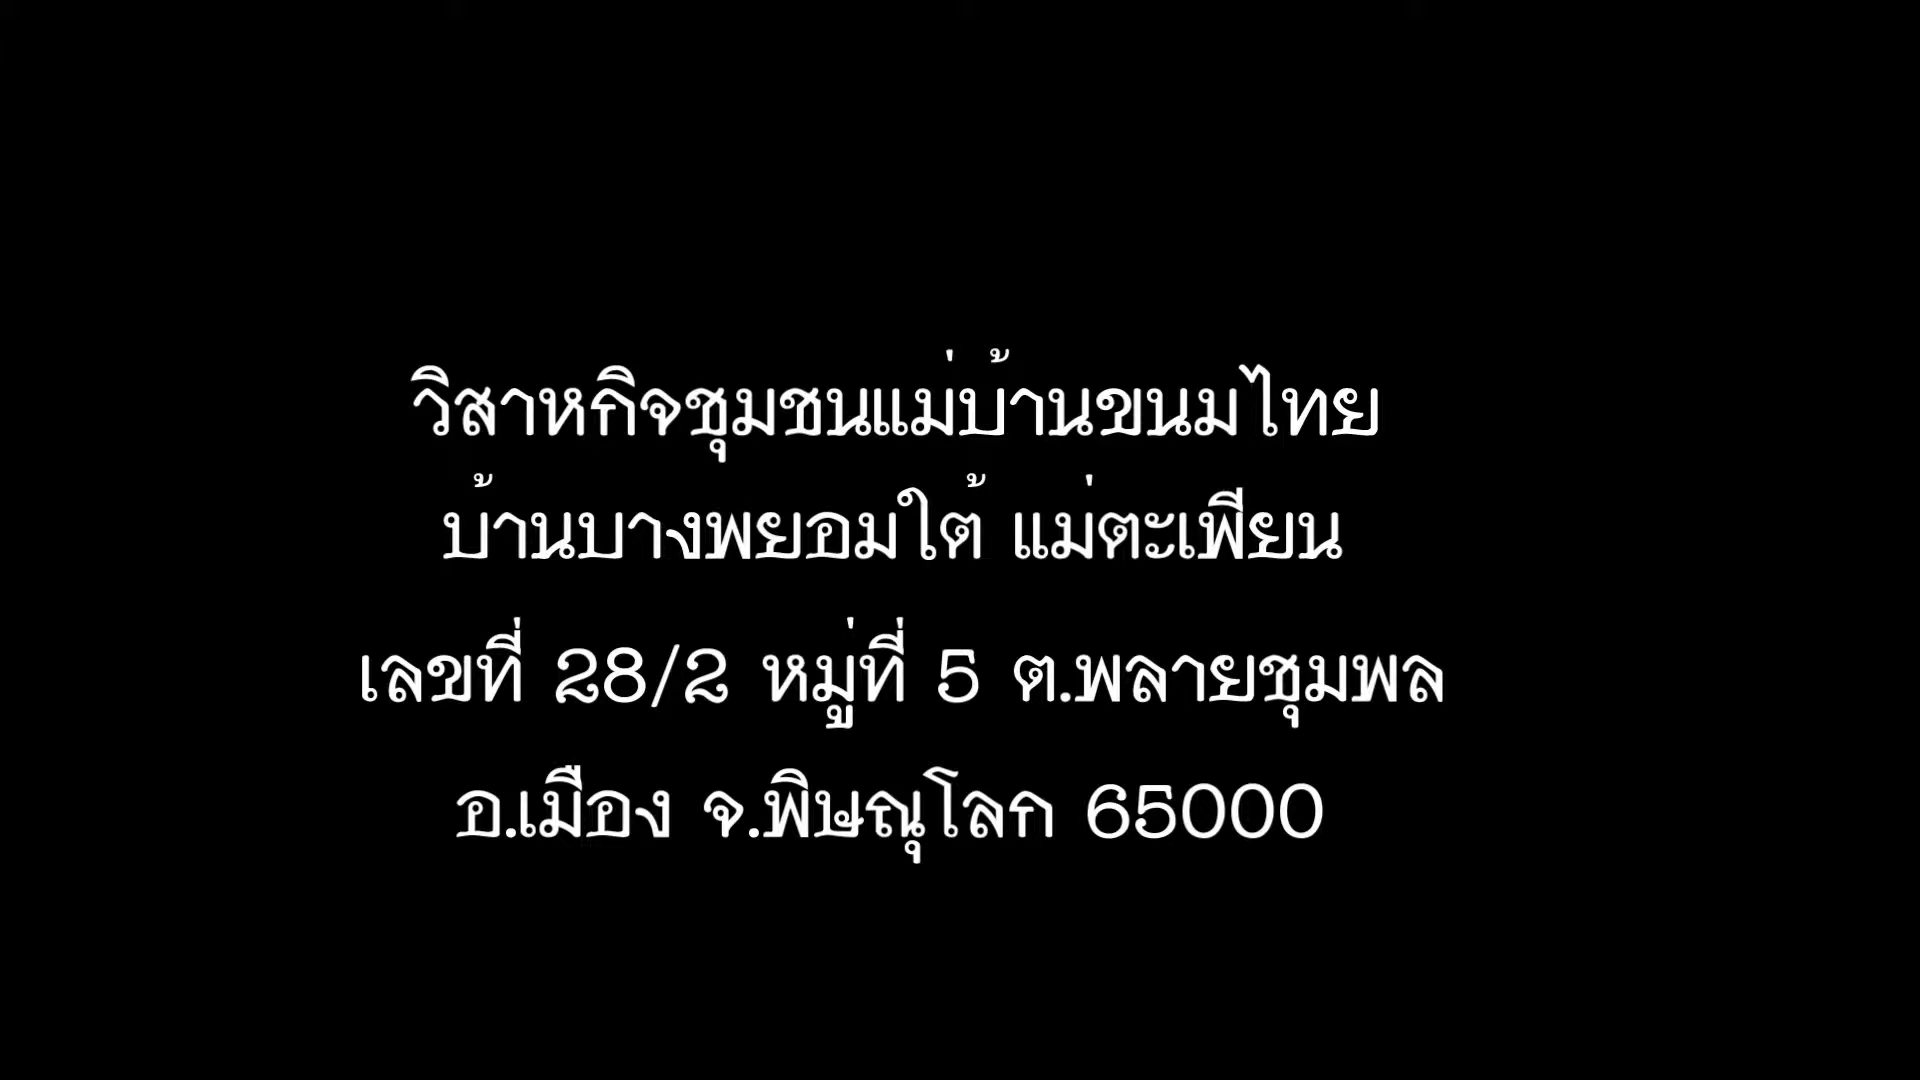 วิสาหกิจชุมชนแม่บ้านขนมไทย
บ้านบางพยอมใต้ แม่ตะเพียน
เลขที่ 28/2 หมู่ที่ 5 ต.พลายชุมพล
อ.เมือง จ.พิษณุโลก 65000